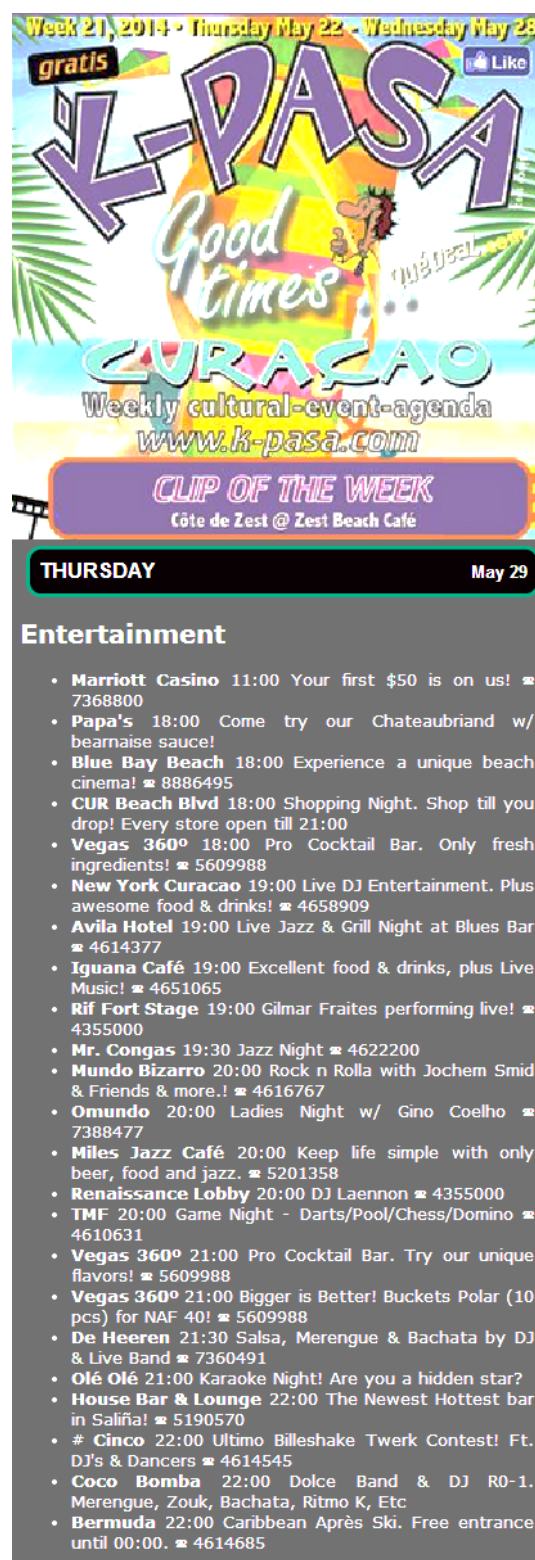 Week 21, 2014 • Thursday May 22 - Wednesday May 28
gratis
Like
'K-PASA
Good
times...
QuéDeaL.com
CURAÇAO
Weekly cultural-event-agenda
www.k-pasa.com
CLIP OF THE WEEK
Côte de Zest @ Zest Beach Café
THURSDAY May 29
Entertainment
• Marriott Casino 11:00 Your first $50 is on us! ☎
7368800
• Papa's 18:00 Come try our Chateaubriand w/
bearnaise sauce!
• Blue Bay Beach 18:00 Experience a unique beach
cinema! ☎ 8886495
• CUR Beach Blvd 18:00 Shopping Night. Shop till you
drop! Every store open till 21:00
• Vegas 360º 18:00 Pro Cocktail Bar. Only fresh
ingredients! ☎ 5609988
• New York Curacao 19:00 Live DJ Entertainment. Plus
awesome food & drinks! ☎ 4658909
• Avila Hotel 19:00 Live Jazz & Grill Night at Blues Bar
☎ 4614377
• Iguana Café 19:00 Excellent food & drinks, plus Live
Music! ☎ 4651065
• Rif Fort Stage 19:00 Gilmar Fraites performing live! ☎
4355000
• Mr. Congas 19:30 Jazz Night ☎ 4622200
• Mundo Bizarro 20:00 Rock n Rolla with Jochem Smid
& Friends & more.! ☎ 4616767
• Omundo 20:00 Ladies Night w/ Gino Coelho ☎
7388477
• Miles Jazz Café 20:00 Keep life simple with only
beer, food and jazz. ☎ 5201358
• Renaissance Lobby 20:00 DJ Laennon ☎ 4355000
• TMF 20:00 Game Night - Darts/Pool/Chess/Domino ☎
4610631
• Vegas 360º 21:00 Pro Cocktail Bar. Try our unique
flavors! ☎ 5609988
• Vegas 360º 21:00 Bigger is Better! Buckets Polar (10
pcs) for NAF 40! ☎ 5609988
• De Heeren 21:30 Salsa, Merengue & Bachata by DJ
& Live Band ☎ 7360491
• Olé Olé 21:00 Karaoke Night! Are you a hidden star?
• House Bar & Lounge 22:00 The Newest Hottest bar
in Saliña! ☎ 5190570
• # Cinco 22:00 Ultimo Billeshake Twerk Contest! Ft.
DJ's & Dancers ☎ 4614545
• Coco Bomba 22:00 Dolce Band & DJ R0-1.
Merengue, Zouk, Bachata, Ritmo K, Etc
• Bermuda 22:00 Caribbean Après Ski. Free entrance
until 00:00. ☎ 4614685